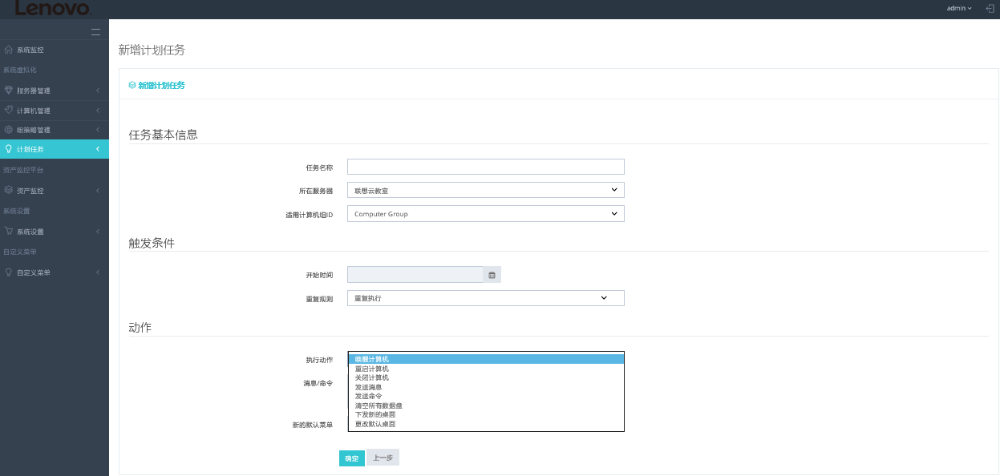 Lenovo
admin
系统监控
系统虚拟化
服务器管理
计算机管理
组策略管理
计划任务
资产监控平台
资产监控
系统设置
系统设置
自定义菜单
自定义菜单
新增计划任务
新增计划任务
任务基本信息
任务名称
所在服务器 联想云教室
适用计算机组ID Computer Group
触发条件
开始时间
重复规则 重复执行
动作
执行动作
唤醒计算机
重启计算机
关闭计算机
消息/命令
发送消息
发送命令
清空所有数据盘
下发新的桌面
新的默认菜单
更改默认桌面
确定 上一步